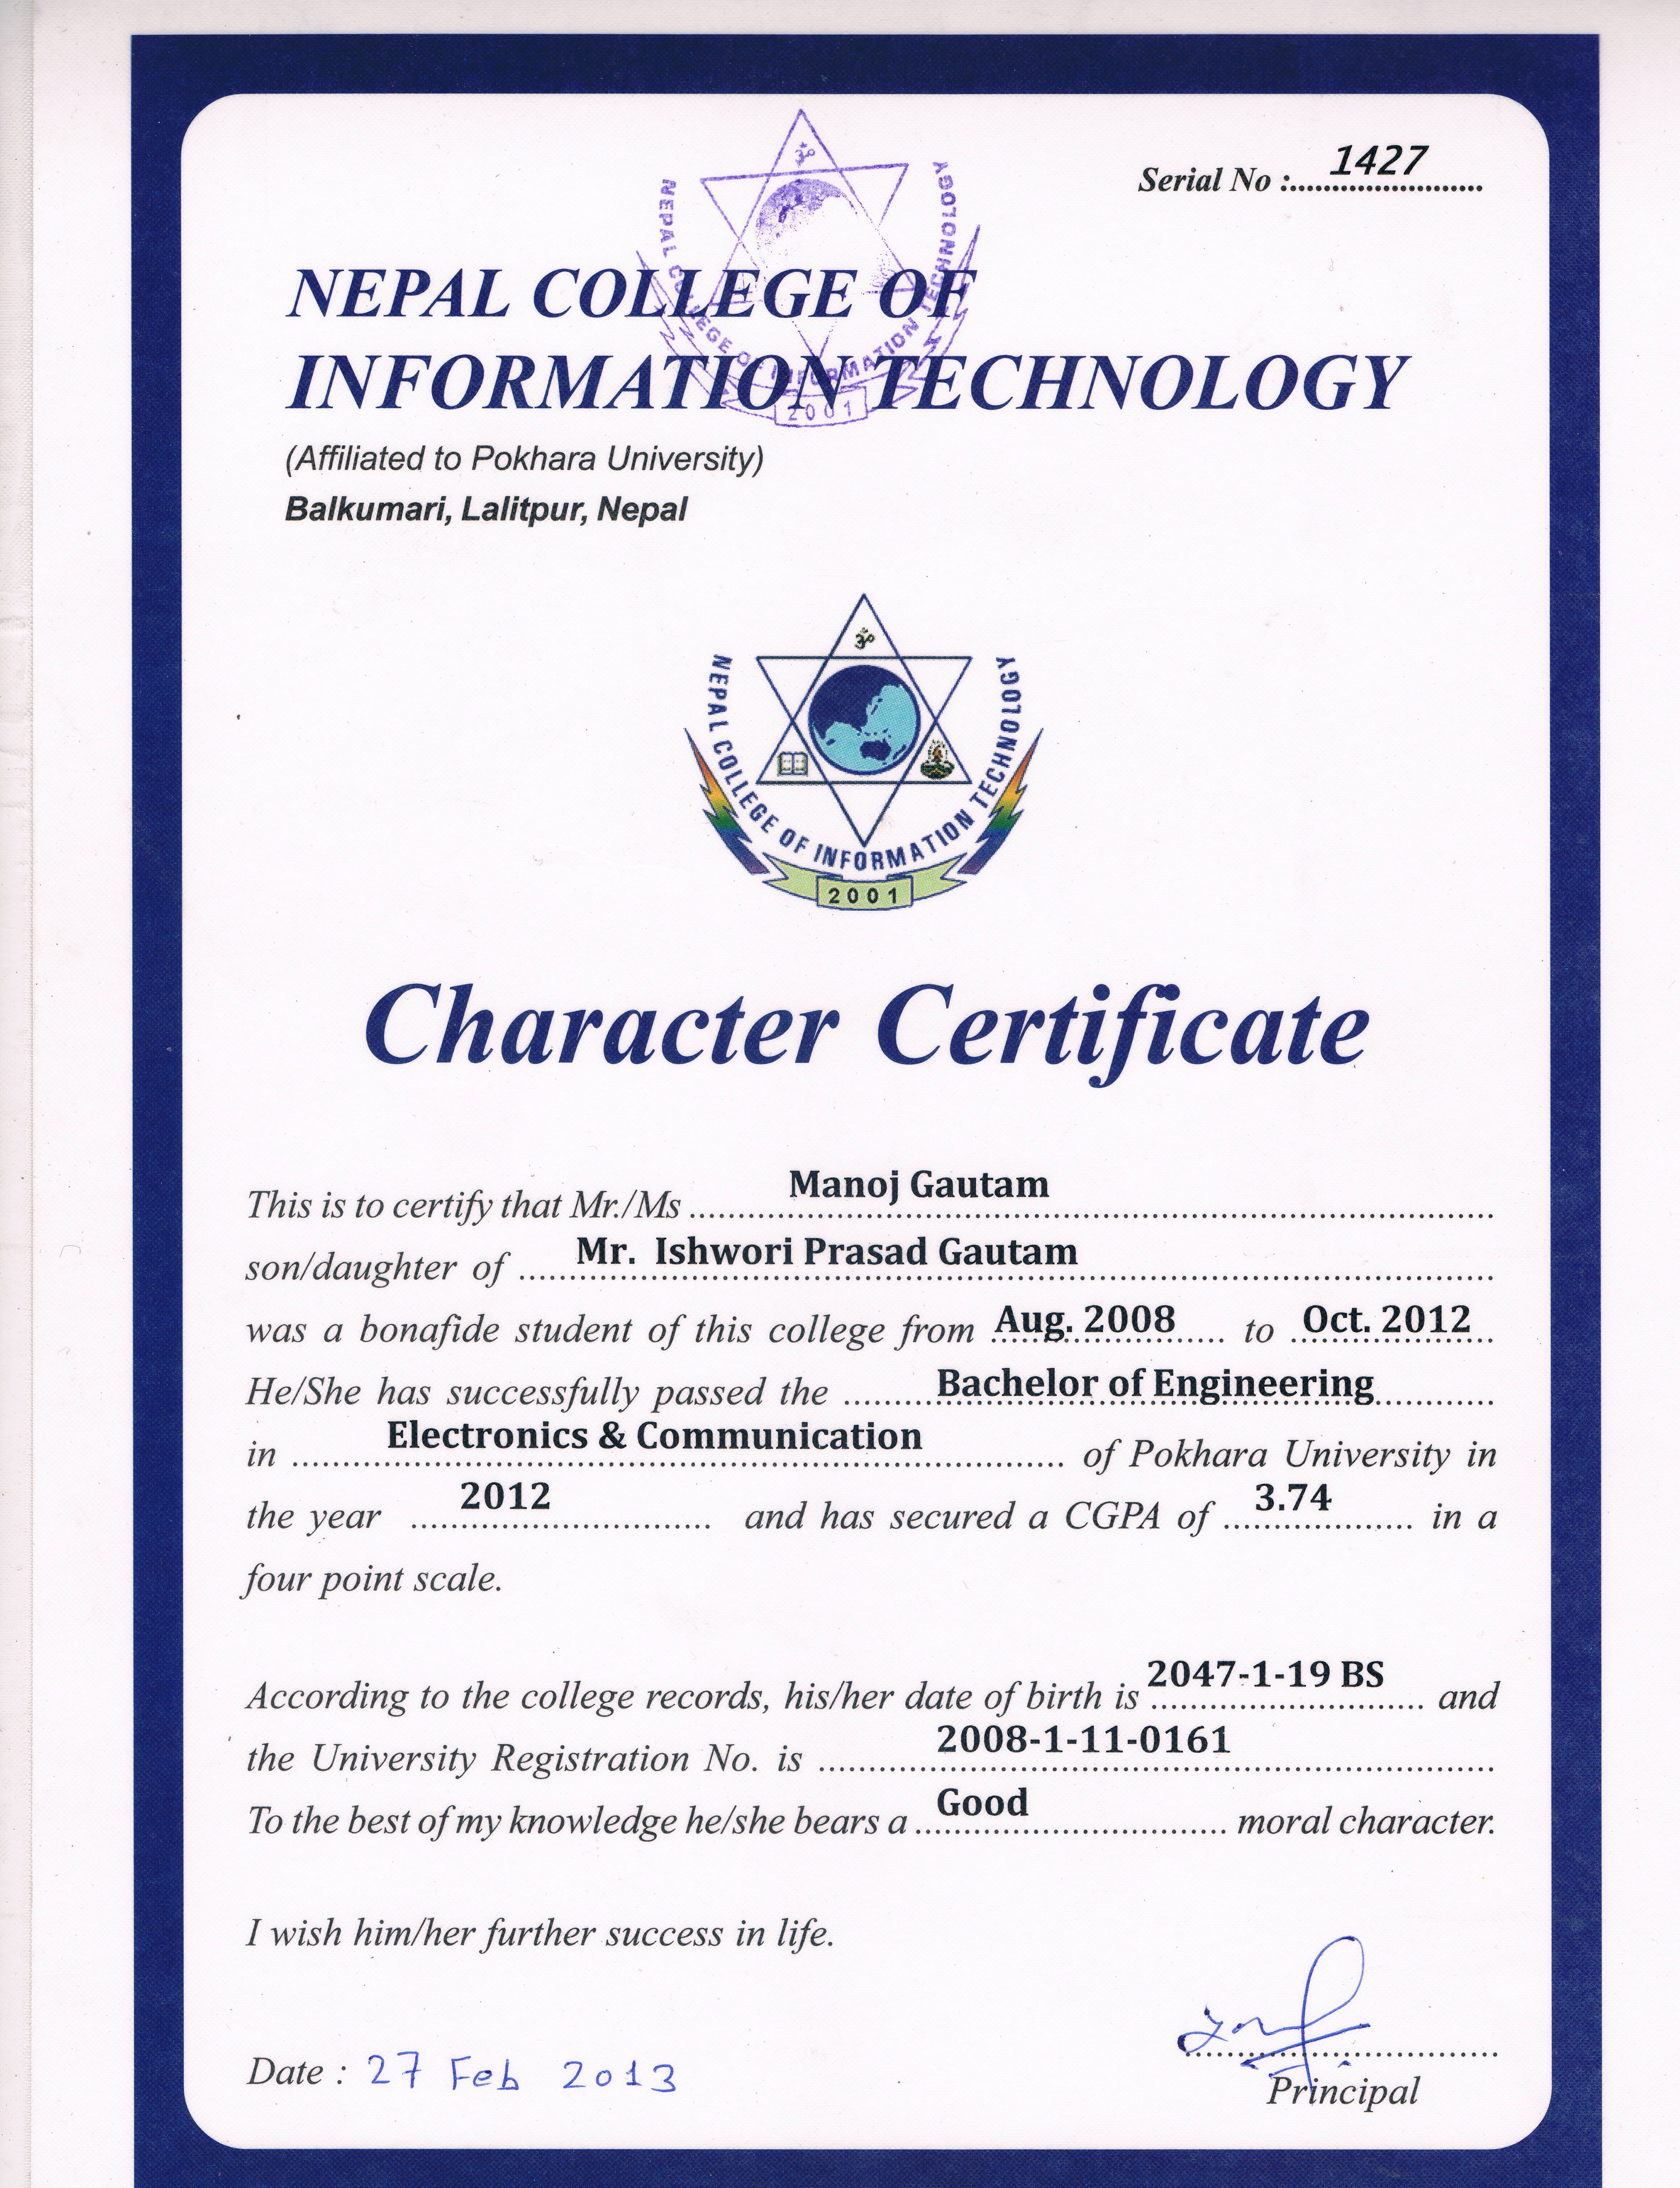 Serial No :....................... 1427
NEPAL COLLEGE OF INFORMATION TECHNOLOGY
2001
NEPAL COLLEGE OF
INFORMATION TECHNOLOGY
(Affiliated to Pokhara University)
Balkumari, Lalitpur, Nepal
ॐ
NEPAL COLLEGE OF INFORMATION TECHNOLOGY
2001
Character Certificate
This is to certify that Mr./Ms Manoj Gautam
son/daughter of Mr. Ishwori Prasad Gautam
was a bonafide student of this college from Aug. 2008 to Oct. 2012
He/She has successfully passed the Bachelor of Engineering
in Electronics & Communication of Pokhara University in
the year 2012 and has secured a CGPA of 3.74 in a
four point scale.
According to the college records, his/her date of birth is 2047-1-19 BS and
the University Registration No. is 2008-1-11-0161
To the best of my knowledge he/she bears a Good moral character.
I wish him/her further success in life.
Date : 27 Feb 2013
Principal